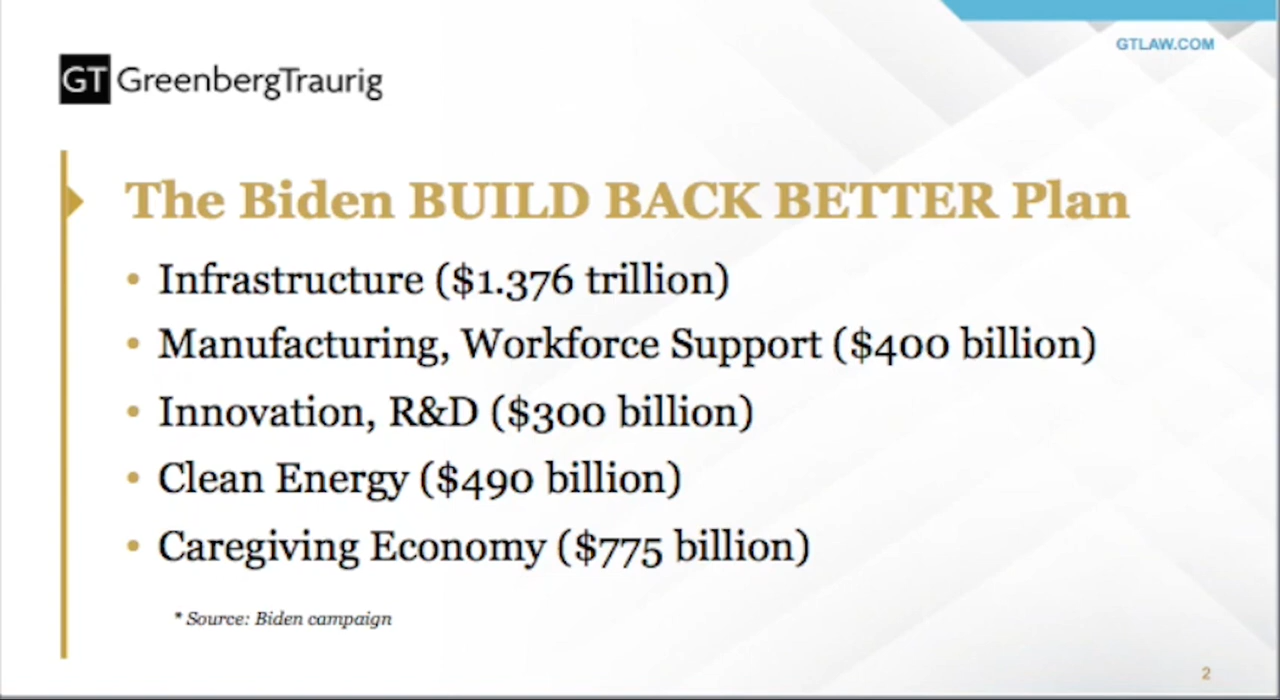 GTLAW.COM
GT GreenbergTraurig
The Biden BUILD BACK BETTER Plan
• Infrastructure ($1.376 trillion)
• Manufacturing, Workforce Support ($400 billion)
• Innovation, R&D ($300 billion)
• Clean Energy ($490 billion)
• Caregiving Economy ($775 billion)
* Source: Biden campaign
2